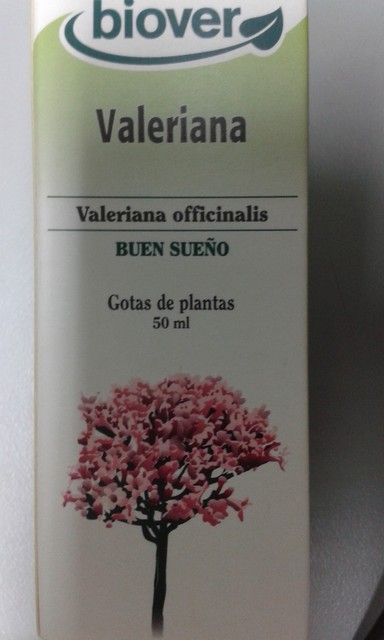 biover
Valeriana
Valeriana officinalis
BUEN SUEÑO
Gotas de plantas
50 ml